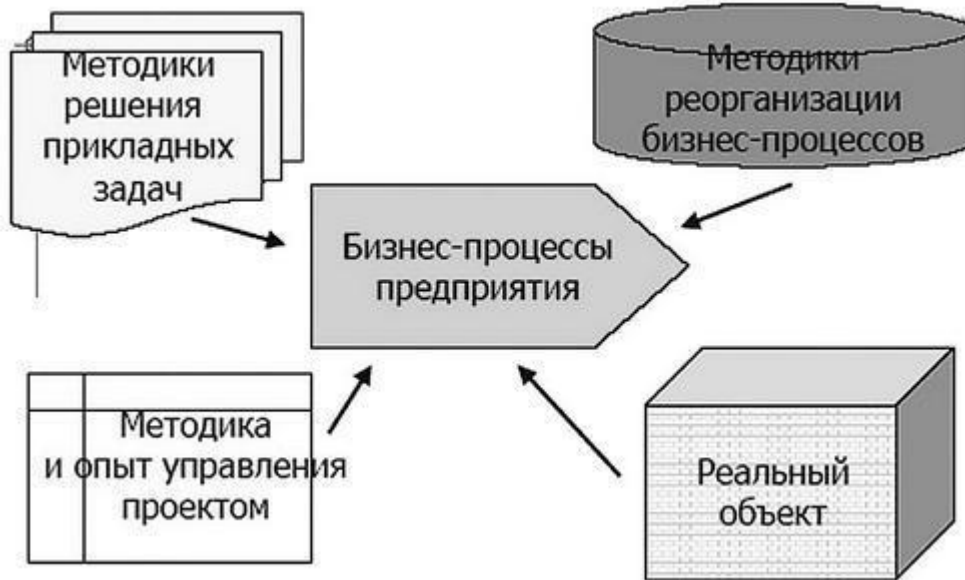 Методики
решения
прикладных
задач
Методики
реорганизации
бизнес-процессов
Бизнес-процессы
предприятия
Методика
и опыт управления
проектом
Реальный
объект